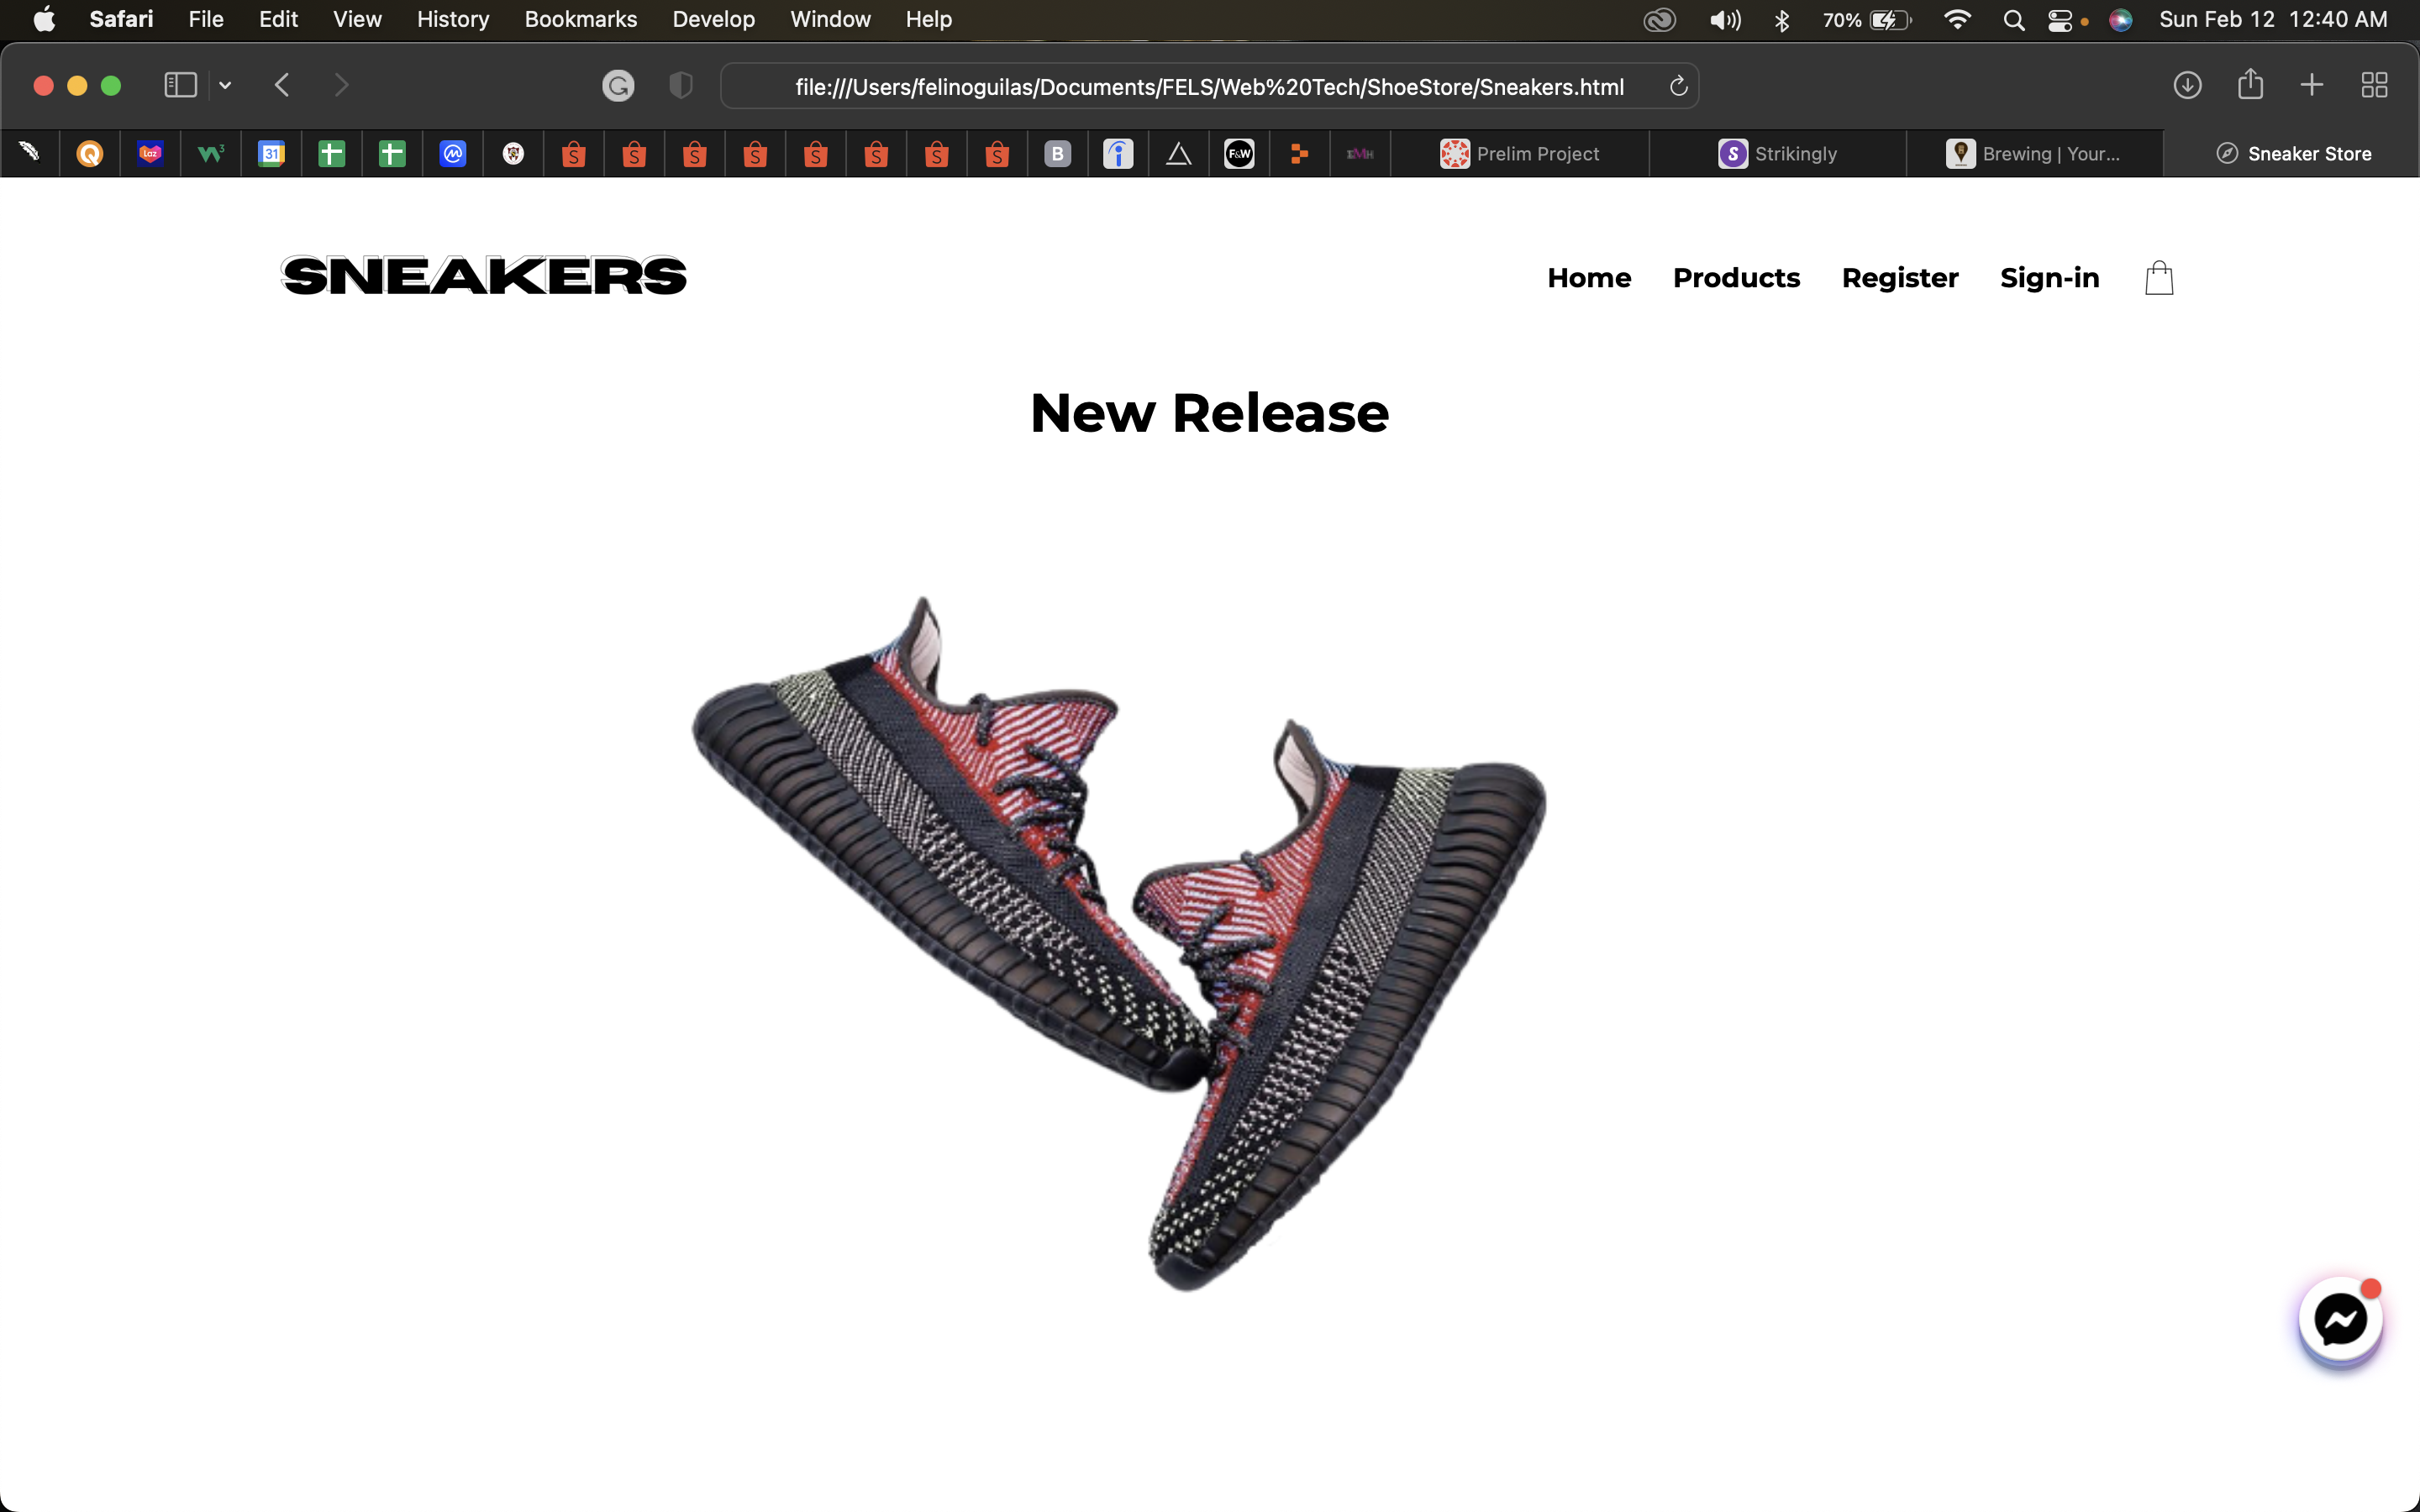 Safari File Edit View History Bookmarks Develop Window Help 70% Sun Feb 12 12:40 AM
file:///Users/felinoguilas/Documents/FELS/Web%20Tech/ShoeStore/Sneakers.html
Laz 31 B F&W Prelim Project Strikingly Brewing | Your... Sneaker Store
SNEAKERS
Home Products Register Sign-in
New Release